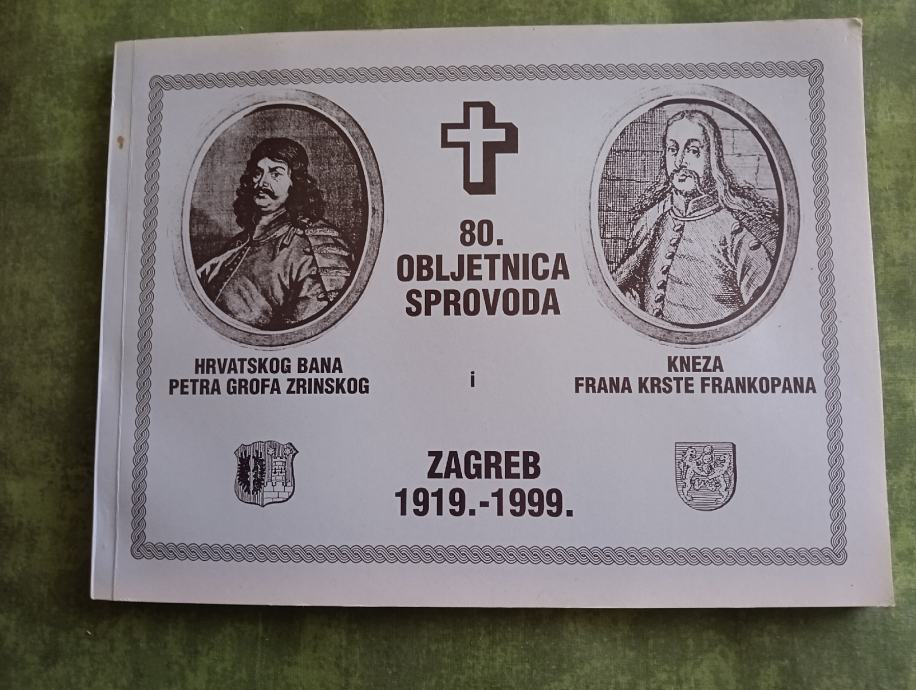 80.
OBLJETNICA
SPROVODA
HRVATSKOG BANA
PETRA GROFA ZRINSKOG
i
KNEZA
FRANA KRSTE FRANKOPANA
ZAGREB
1919.-1999.